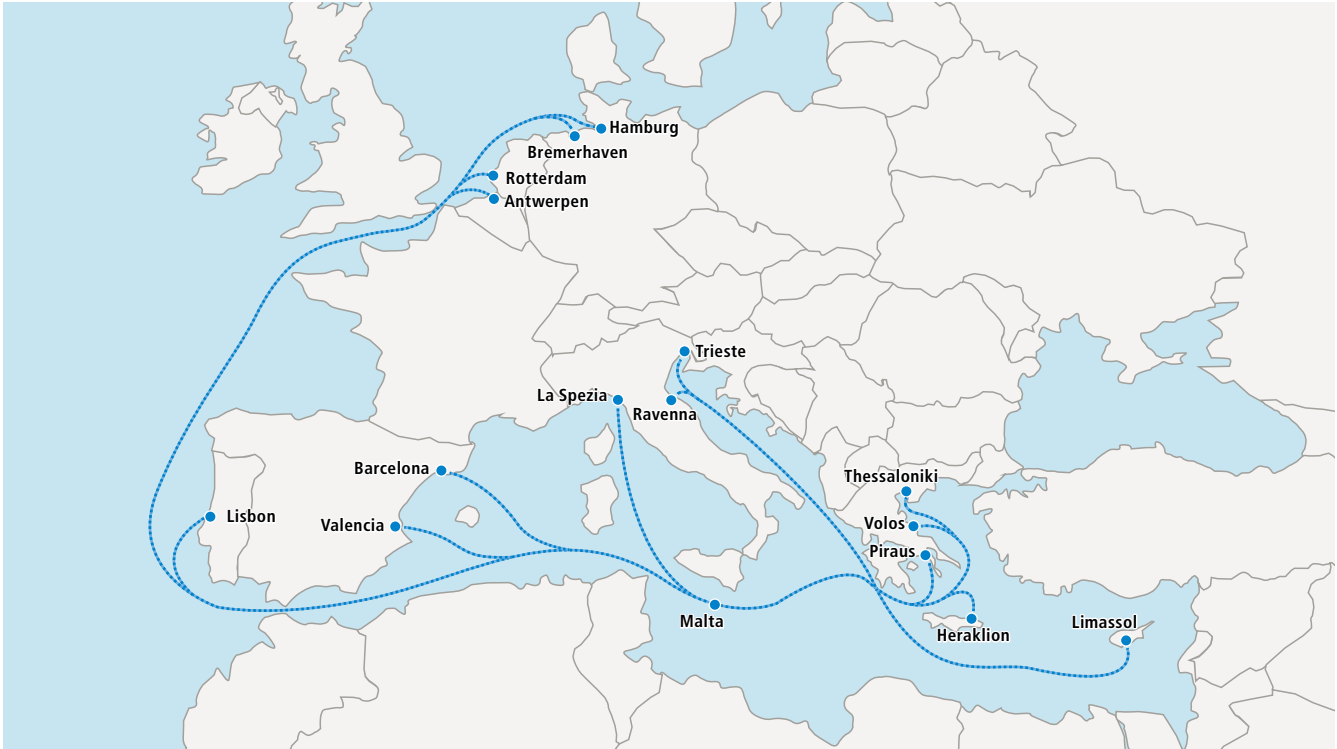 Hamburg
Bremerhaven
Rotterdam
Antwerpen
Trieste
La Spezia
Ravenna
Barcelona
Thessaloniki
Lisbon
Valencia
Volos
Piraus
Malta
Limassol
Heraklion